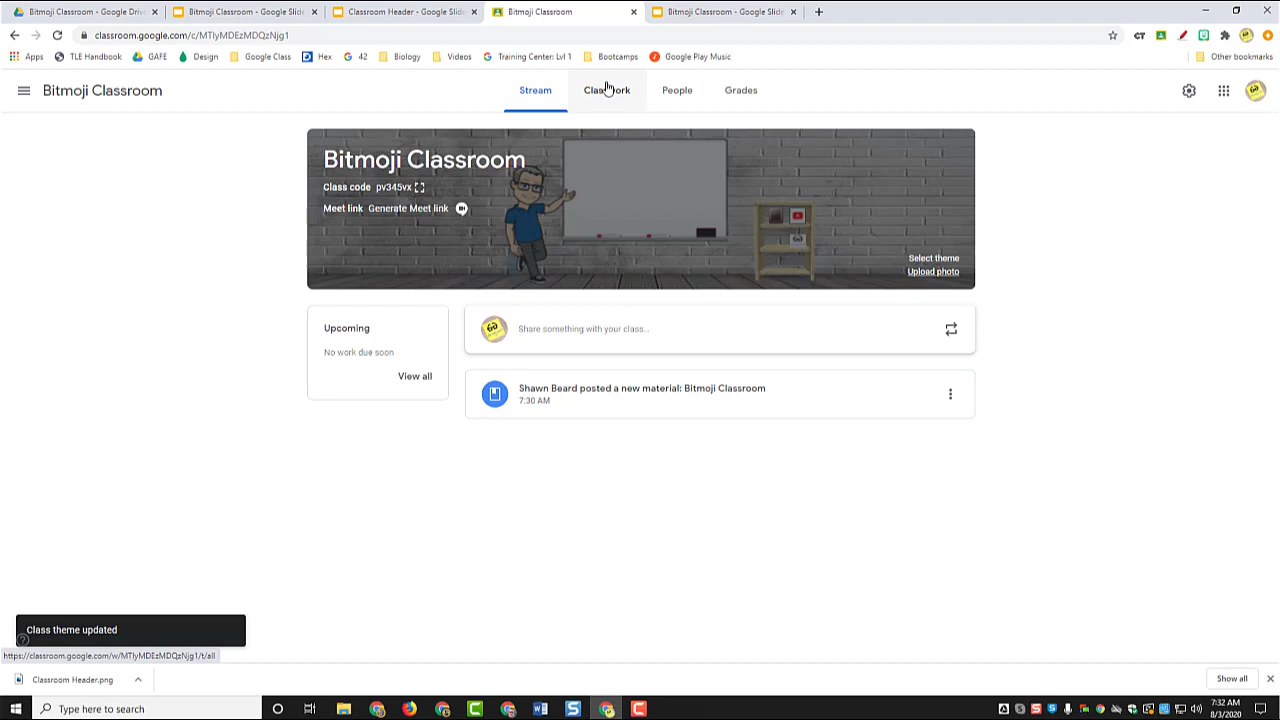 Bitmoji Classroom - Google Drive
Bitmoji Classroom - Google Slide
Classroom Header - Google Slide
Bitmoji Classroom
Bitmoji Classroom - Google Slide
classroom.google.com/c/MTIyMDEzMDQzNjg1
Apps
TLE Handbook
GAFE
Design
Google Class
Hex
42
Biology
Videos
Training Center: Lvl 1
Bootcamps
Google Play Music
Other bookmarks
Bitmoji Classroom
Stream
Classwork
People
Grades
Bitmoji Classroom
Class code pv345vx
Meet link Generate Meet link
Select theme
Upload photo
Upcoming
No work due soon
View all
Share something with your class...
Shawn Beard posted a new material: Bitmoji Classroom
7:30 AM
Class theme updated
https://classroom.google.com/w/MTIyMDEzMDQzNjg1/t/all
Classroom Header.png
Show all
Type here to search
7:32 AM
8/3/2020